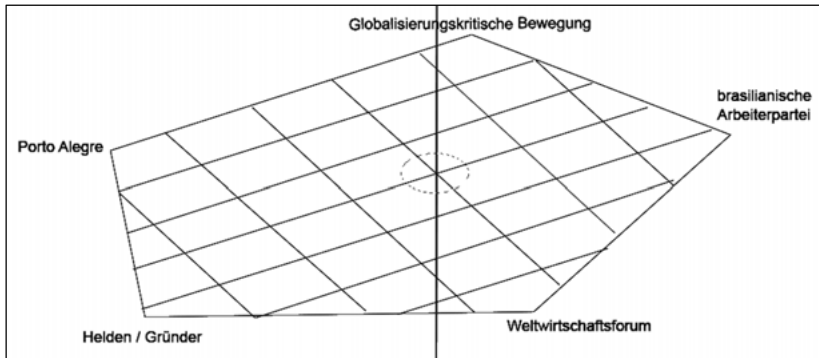 Globalisierungskritische Bewegung
brasilianische
Arbeiterpartei
Porto Alegre
Helden / Gründer
Weltwirtschaftsforum